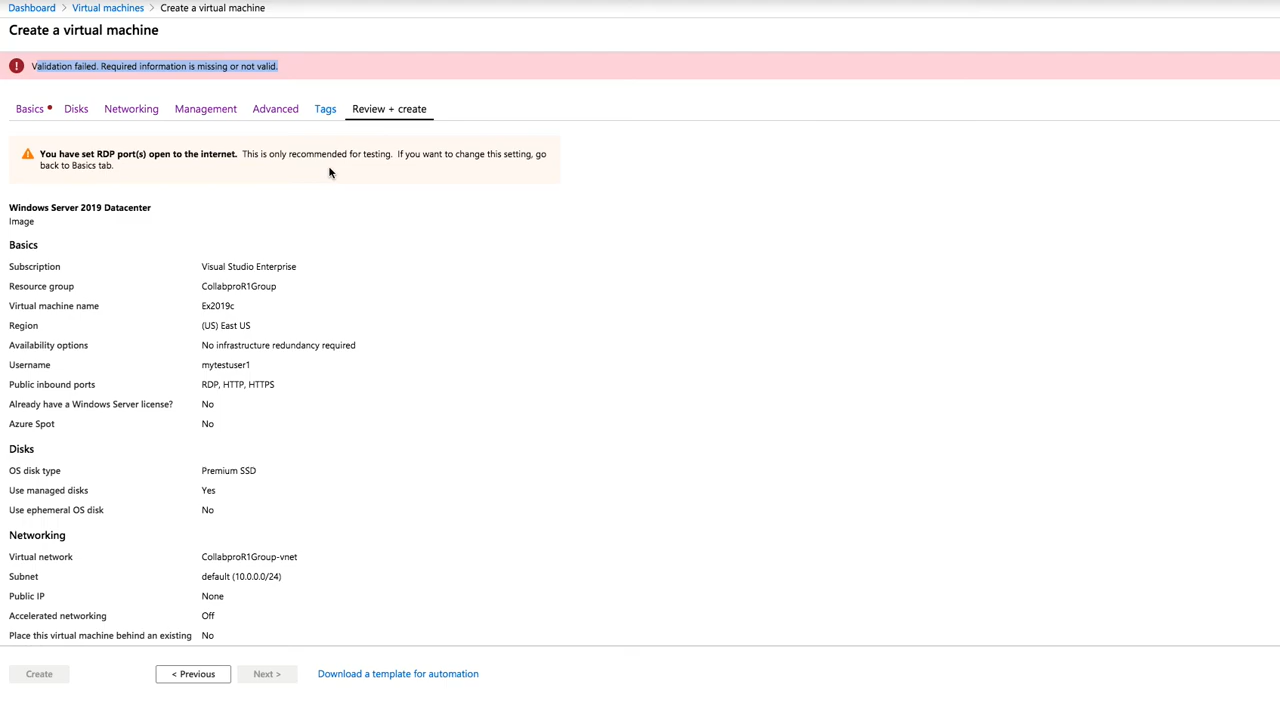 Dashboard > Virtual machines > Create a virtual machine
Create a virtual machine
Validation failed. Required information is missing or not valid.
Basics Disks Networking Management Advanced Tags Review + create
You have set RDP port(s) open to the internet. This is only recommended for testing. If you want to change this setting, go
back to Basics tab.
Windows Server 2019 Datacenter
Image
Basics
Subscription Visual Studio Enterprise
Resource group CollabproR1Group
Virtual machine name Ex2019c
Region (US) East US
Availability options No infrastructure redundancy required
Username mytestuser1
Public inbound ports RDP, HTTP, HTTPS
Already have a Windows Server license? No
Azure Spot No
Disks
OS disk type Premium SSD
Use managed disks Yes
Use ephemeral OS disk No
Networking
Virtual network CollabproR1Group-vnet
Subnet default (10.0.0.0/24)
Public IP None
Accelerated networking Off
Place this virtual machine behind an existing No
Create < Previous Next > Download a template for automation